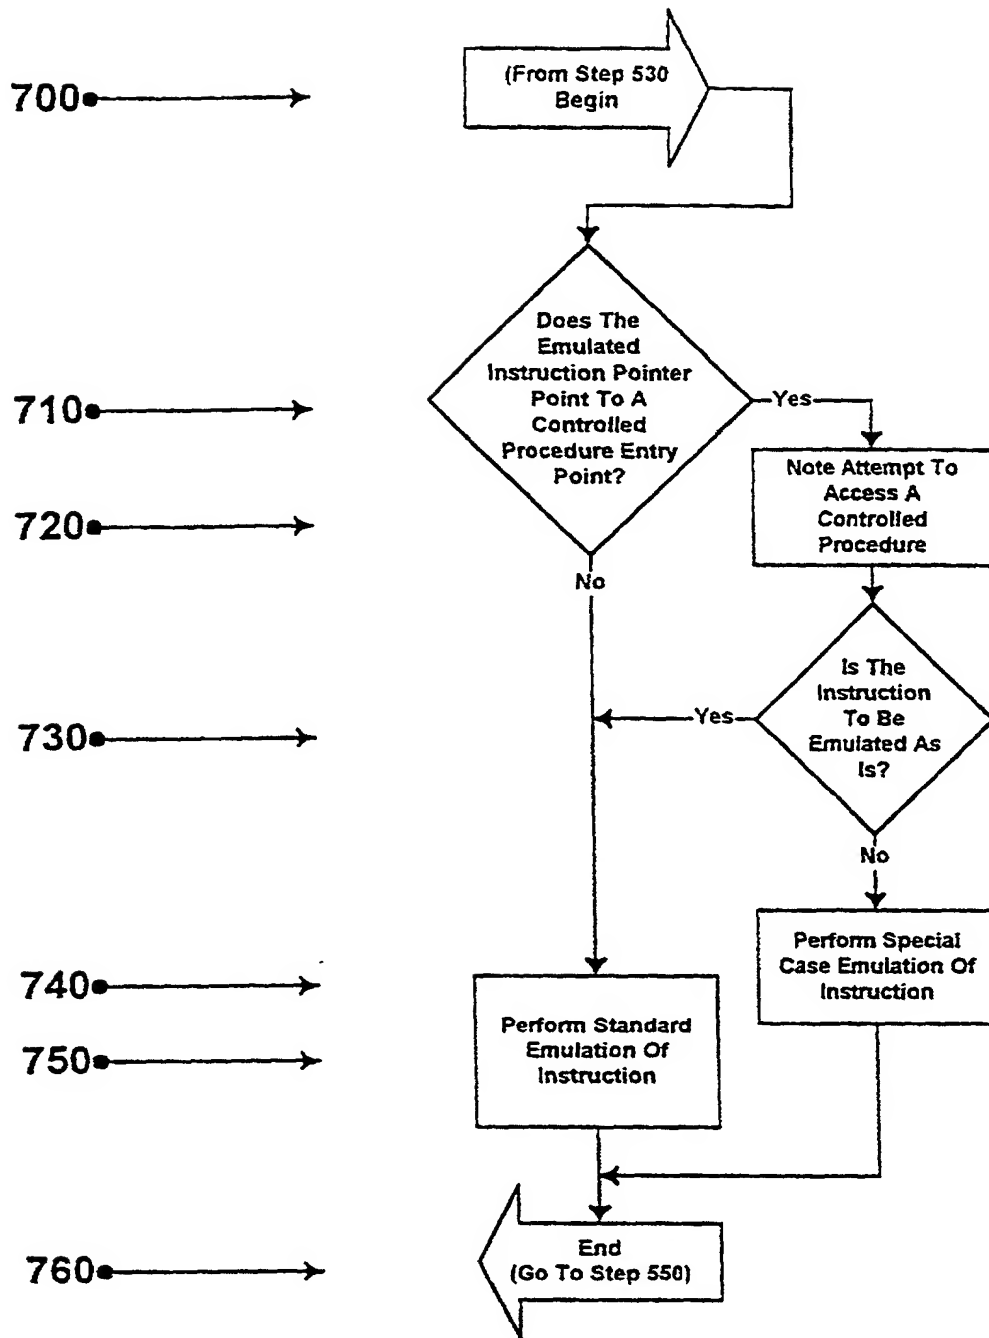 700
(From Step 530
Begin
710
Does The
Emulated
Instruction Pointer
Point To A
Controlled
Procedure Entry
Point?
Yes
No
720
Note Attempt To
Access A
Controlled
Procedure
730
Is The
Instruction
To Be
Emulated As
Is?
Yes
No
740
Perform Special
Case Emulation Of
Instruction
750
Perform Standard
Emulation Of
Instruction
760
End
(Go To Step 550)